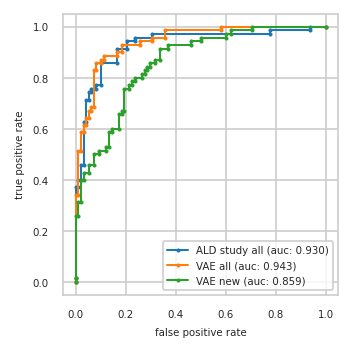 1.0
0.8
0.6
0.4
0.2
0.0
true positive rate
ALD study all (auc: 0.930)
VAE all (auc: 0.943)
VAE new (auc: 0.859)
0.0 0.2 0.4 0.6 0.8 1.0
false positive rate